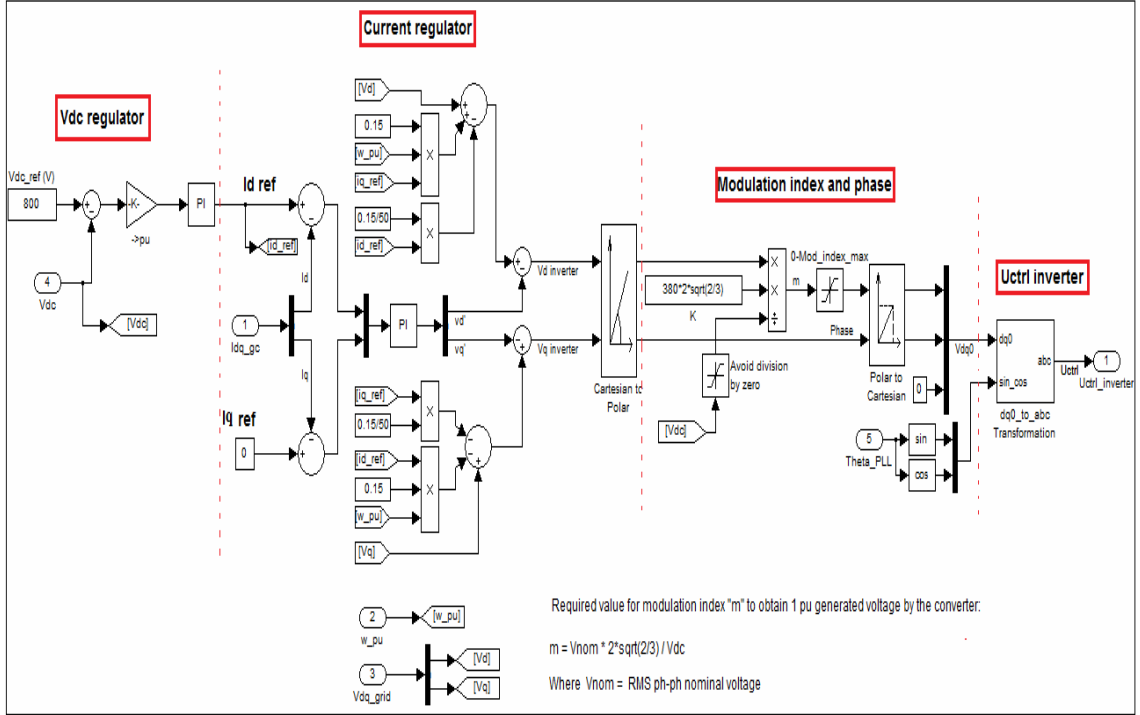 Current regulator
Vdc regulator
Modulation index and phase
Uctrl inverter
Vdc_ref (V)
800
+
-
-K-
->pu
PI
Id ref
[id_ref]
4
Vdc
[Vdc]
+
-
Id
1
Idq_gc
Iq
Iq ref
0
-
+
[Vd]
0.15
[w_pu]
[iq_ref]
×
0.15/50
[id_ref]
×
+
+
-
PI
vd'
vq'
+
-
Vd inverter
-
+
Vq inverter
[iq_ref]
0.15/50
×
[id_ref]
0.15
[w_pu]
×
[Vq]
-
-
+
Cartesian to
Polar
380*2*sqrt(2/3)
K
×
×
÷
m
0-Mod_index_max
Phase
Avoid division
by zero
[Vdc]
Polar to
Cartesian
0
Vdq0
5
Theta_PLL
sin
cos
dq0
sin_cos
abc
dq0_to_abc
Transformation
Uctrl
1
Uctrl_inverter
2
w_pu
[w_pu]
3
Vdq_grid
[Vd]
[Vq]
Required value for modulation index "m" to obtain 1 pu generated voltage by the converter:
m = Vnom * 2*sqrt(2/3) / Vdc
Where Vnom = RMS ph-ph nominal voltage